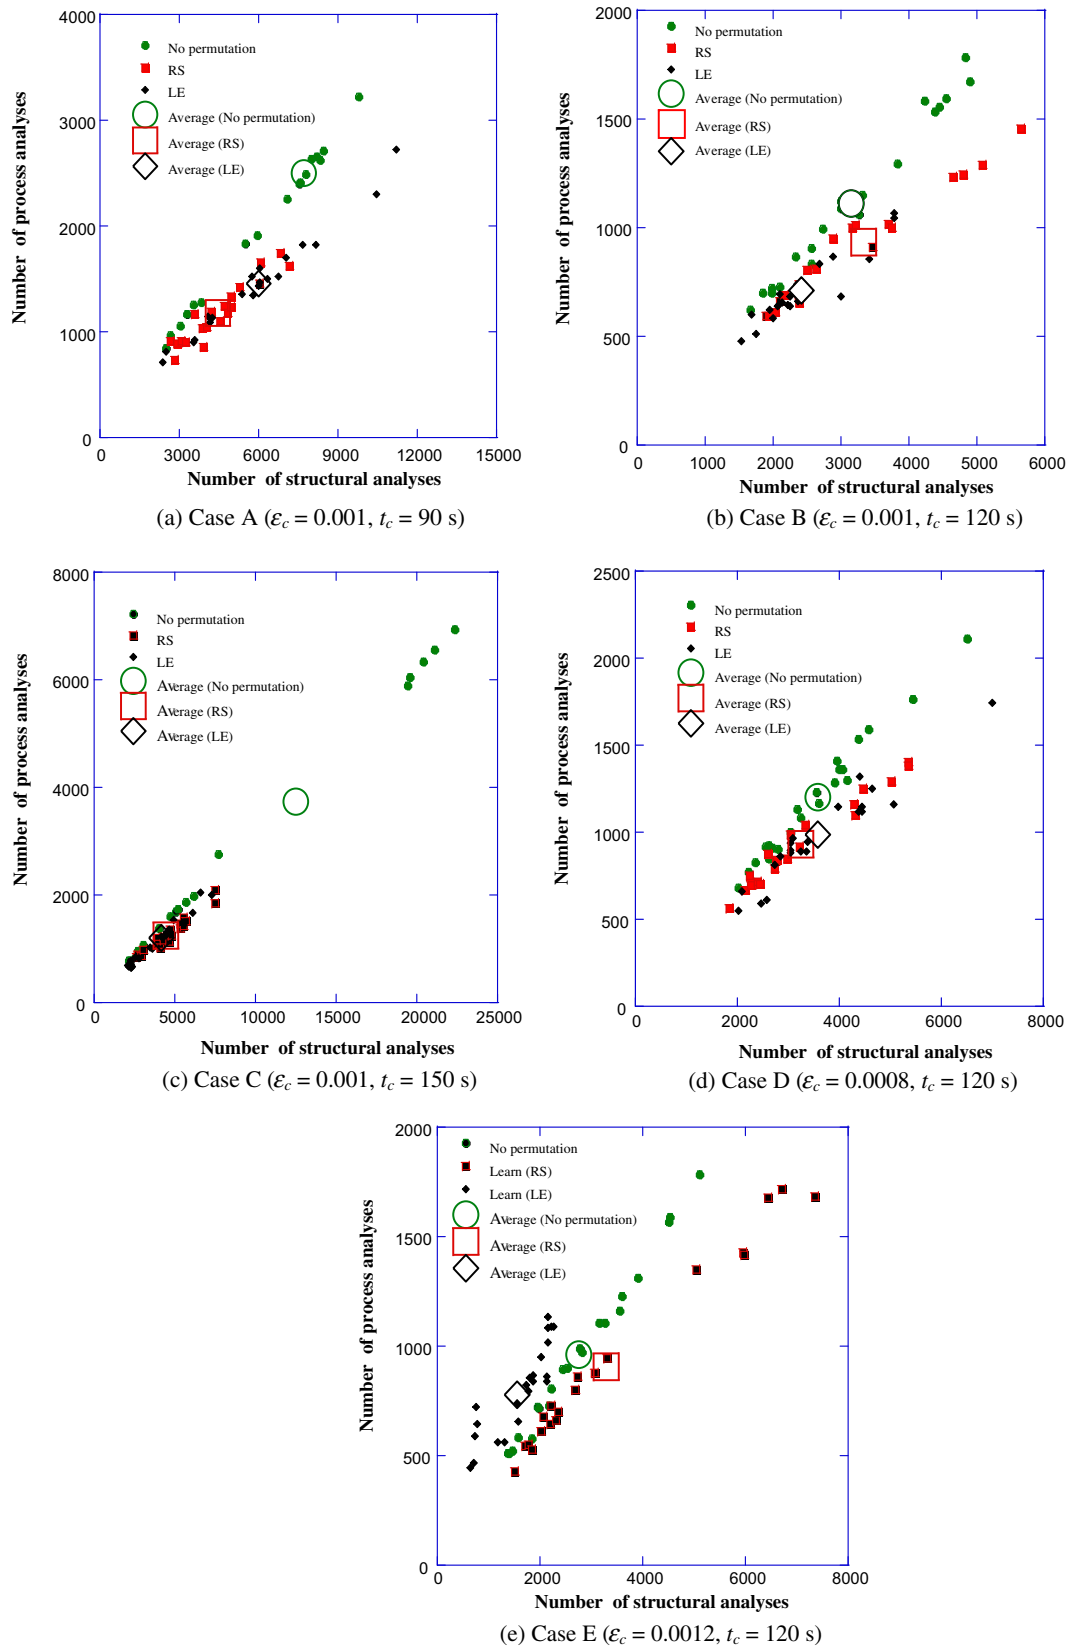 4000
3000
2000
1000
0
Number of process analyses
No permutation
RS
LE
Average (No permutation)
Average (RS)
Average (LE)
3000 6000 9000 12000 15000
Number of structural analyses
(a) Case A (εc = 0.001, tc = 90 s)
2000
1500
1000
500
0
Number of process analyses
No permutation
RS
LE
Average (No permutation)
Average (RS)
Average (LE)
0 1000 2000 3000 4000 5000 6000
Number of structural analyses
(b) Case B (εc = 0.001, tc = 120 s)
8000
6000
4000
2000
0
Number of process analyses
No permutation
RS
LE
Average (No permutation)
Average (RS)
Average (LE)
0 5000 10000 15000 20000 25000
Number of structural analyses
(c) Case C (εc = 0.001, tc = 150 s)
2500
2000
1500
1000
500
0
Number of process analyses
No permutation
RS
LE
Average (No permutation)
Average (RS)
Average (LE)
0 2000 4000 6000 8000
Number of structural analyses
(d) Case D (εc = 0.0008, tc = 120 s)
2000
1500
1000
500
0
Number of process analyses
No permutation
Learn (RS)
Learn (LE)
Average (No permutation)
Average (RS)
Average (LE)
0 2000 4000 6000 8000
Number of structural analyses
(e) Case E (εc = 0.0012, tc = 120 s)